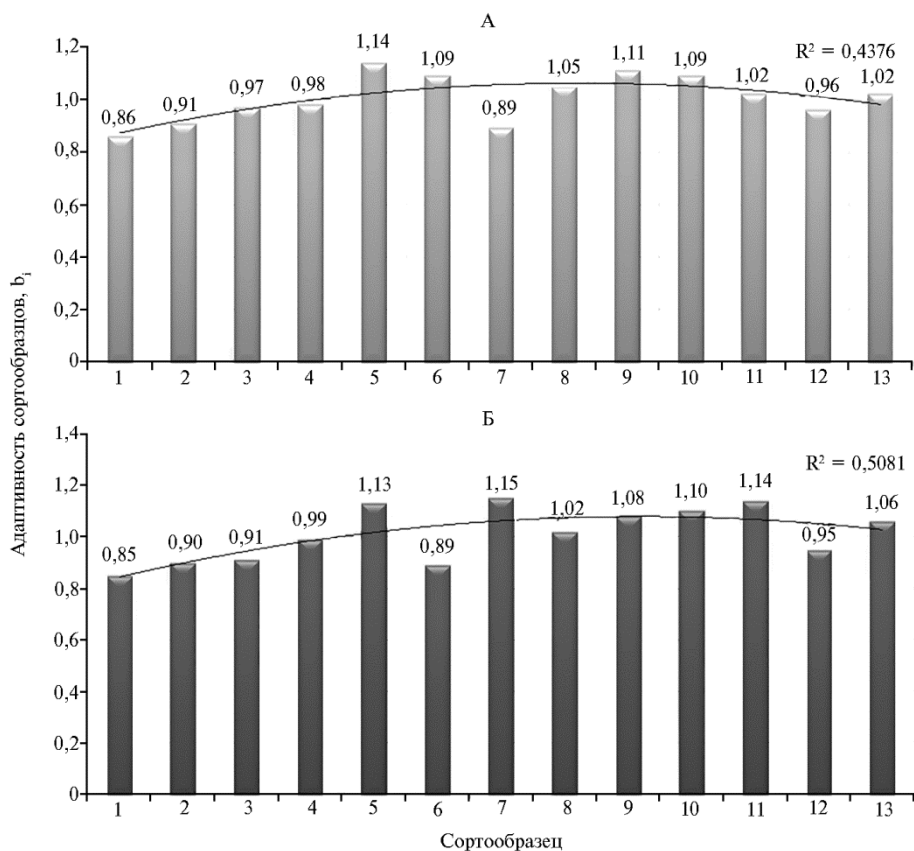 А
R² = 0,4376
Адаптивность сортообразцов, bᵢ
1,2
1,0
0,8
0,6
0,4
0,2
0
0,86 0,91 0,97 0,98 1,14 1,09 0,89 1,05 1,11 1,09 1,02 0,96 1,02
1 2 3 4 5 6 7 8 9 10 11 12 13
Б
R² = 0,5081
1,4
1,2
1,0
0,8
0,6
0,4
0,2
0
0,85 0,90 0,91 0,99 1,13 0,89 1,15 1,02 1,08 1,10 1,14 0,95 1,06
1 2 3 4 5 6 7 8 9 10 11 12 13
Сортообразец